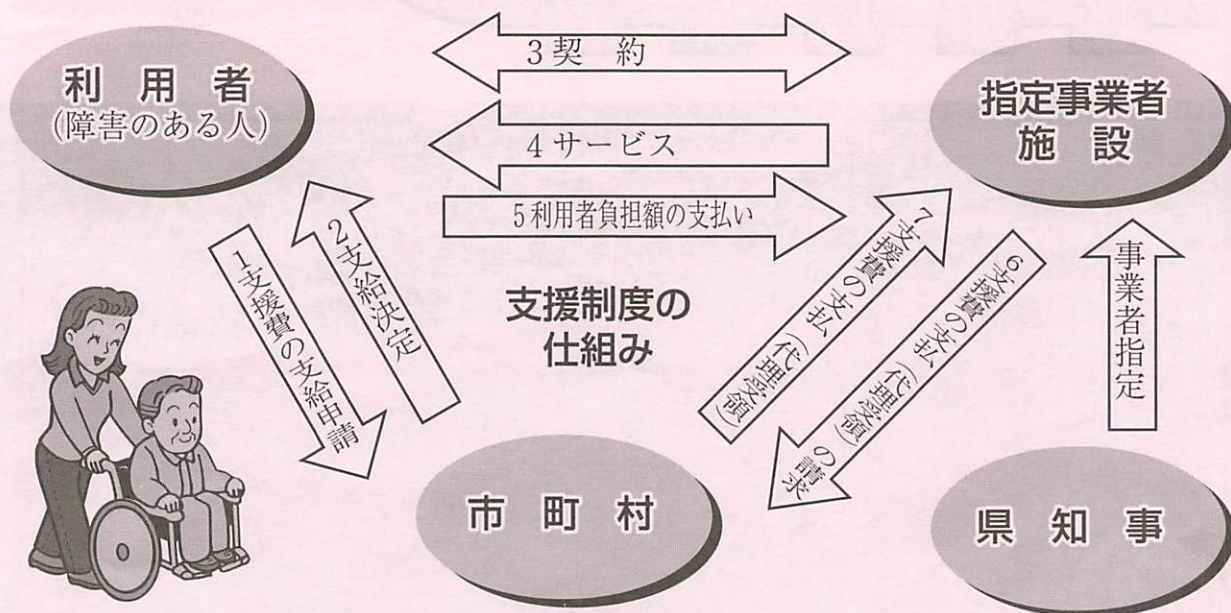 3契約
利用者
(障害のある人)
指定事業者
施設
4サービス
5利用者負担額の支払い
1支援費の支給申請
2支給決定
支援制度の
仕組み
7支援費の支払(代理受領)
6支援費の支払(代理受領)の請求
事業者指定
市町村
県知事